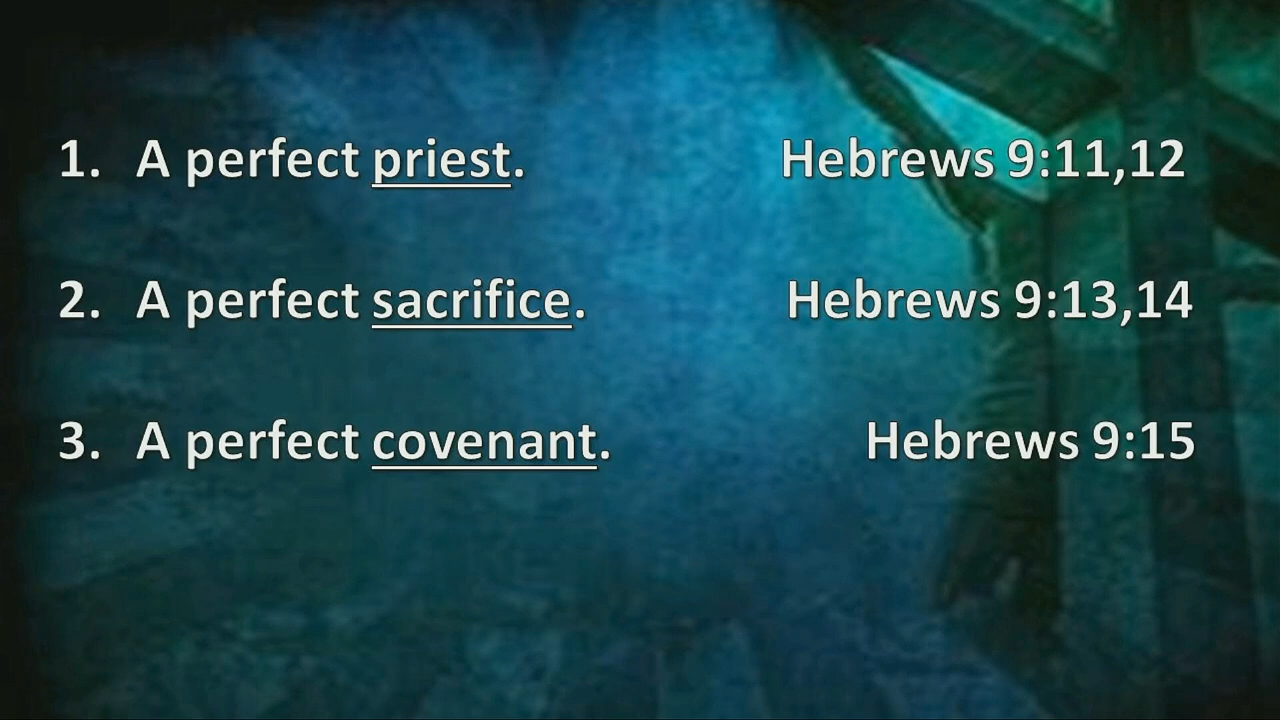 1. A perfect priest. Hebrews 9:11,12
2. A perfect sacrifice. Hebrews 9:13,14
3. A perfect covenant. Hebrews 9:15